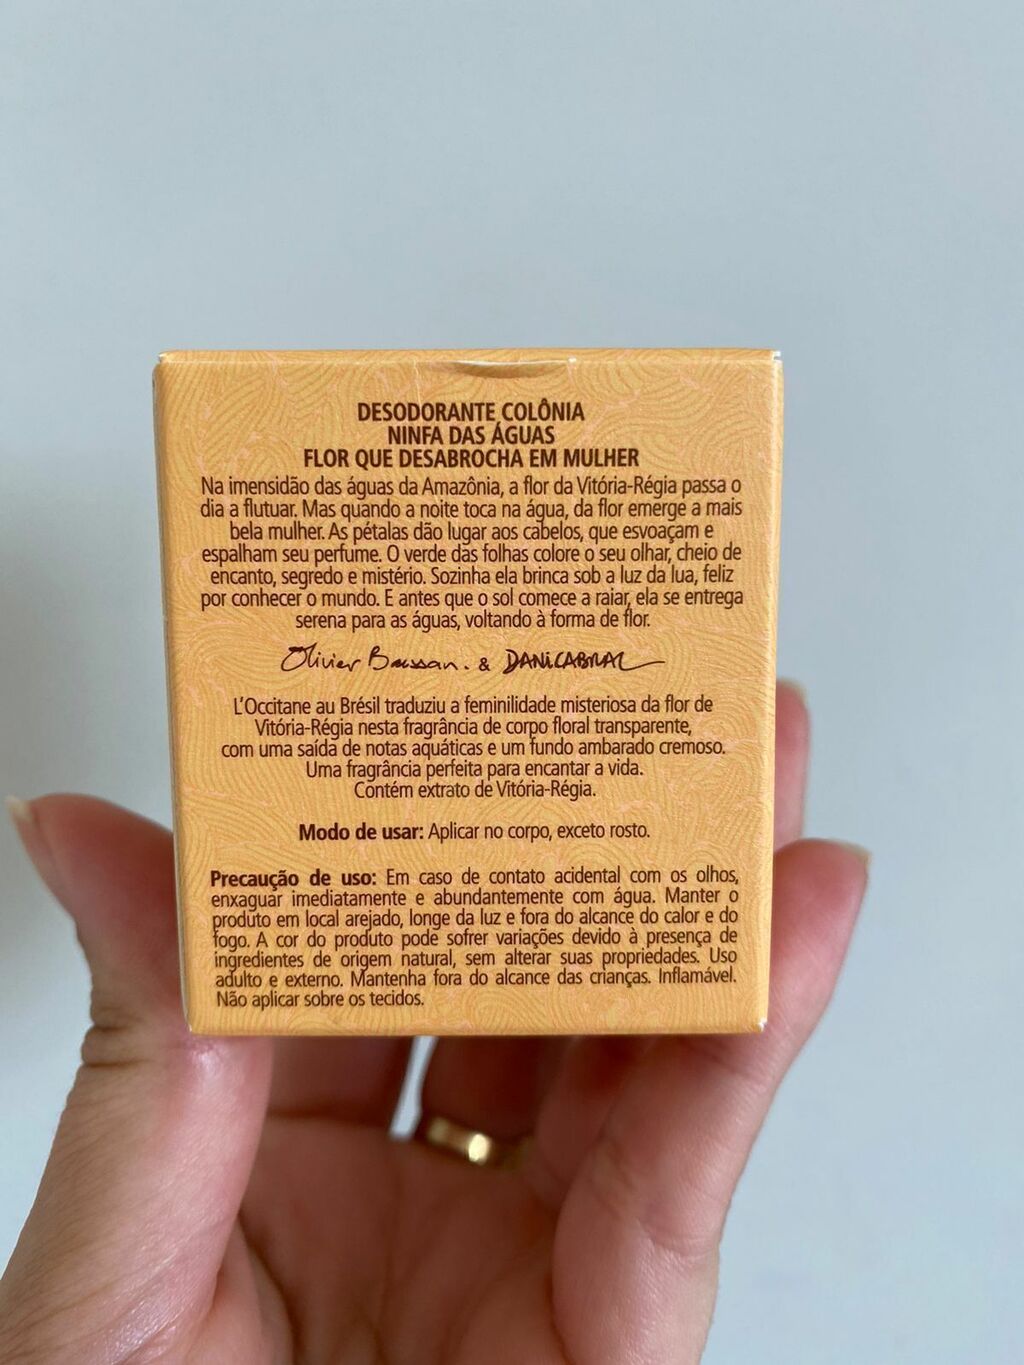 DESODORANTE COLÔNIA
NINFA DAS ÁGUAS
FLOR QUE DESABROCHA EM MULHER
Na imensidão das águas da Amazônia, a flor da Vitória-Régia passa o
dia a flutuar. Mas quando a noite toca na água, da flor emerge a mais
bela mulher. As pétalas dão lugar aos cabelos, que esvoaçam e
espalham seu perfume. O verde das folhas colore o seu olhar, cheio de
encanto, segredo e mistério. Sozinha ela brinca sob a luz da lua, feliz
por conhecer o mundo. E antes que o sol comece a raiar, ela se entrega
serena para as águas, voltando à forma de flor.
Olivier Baussan. & DANiCABRAL
L'Occitane au Brésil traduziu a feminilidade misteriosa da flor de
Vitória-Régia nesta fragrância de corpo floral transparente,
com uma saída de notas aquáticas e um fundo ambarado cremoso.
Uma fragrância perfeita para encantar a vida.
Contém extrato de Vitória-Régia.
Modo de usar: Aplicar no corpo, exceto rosto.
Precaução de uso: Em caso de contato acidental com os olhos,
enxaguar imediatamente e abundantemente com água. Manter o
produto em local arejado, longe da luz e fora do alcance do calor e do
fogo. A cor do produto pode sofrer variações devido à presença de
ingredientes de origem natural, sem alterar suas propriedades. Uso
adulto e externo. Mantenha fora do alcance das crianças. Inflamável.
Não aplicar sobre os tecidos.